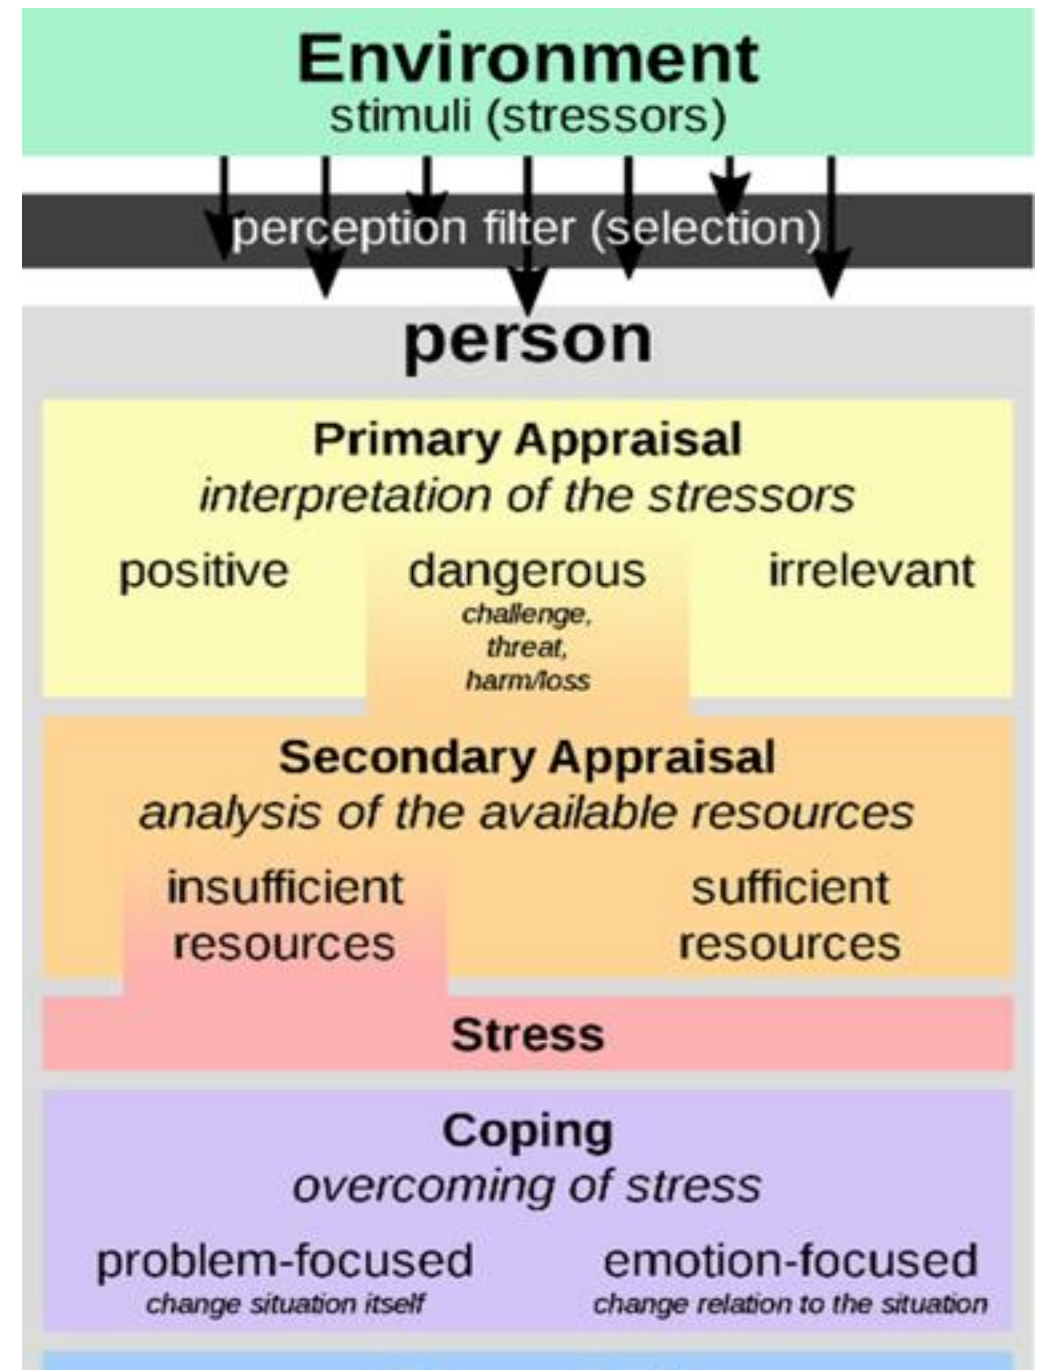 Environment
stimuli (stressors)
perception filter (selection)
person
Primary Appraisal
interpretation of the stressors
positive dangerous irrelevant
challenge,
threat,
harm/loss
Secondary Appraisal
analysis of the available resources
insufficient sufficient
resources resources
Stress
Coping
overcoming of stress
problem-focused emotion-focused
change situation itself change relation to the situation